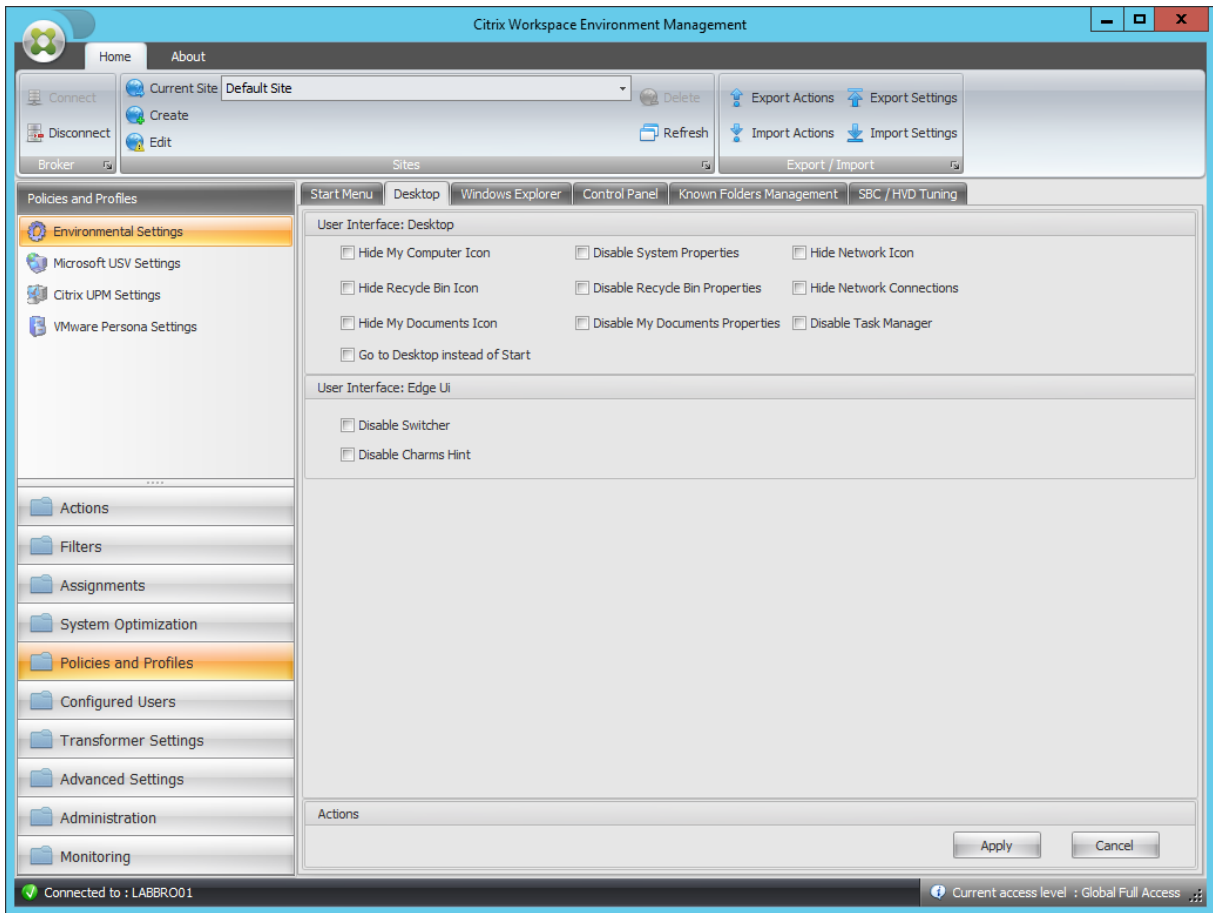 Citrix Workspace Environment Management
Home About
Connect
Disconnect
Broker
Current Site Default Site
Create
Edit
Delete
Refresh
Sites
Export Actions Export Settings
Import Actions Import Settings
Export / Import
Policies and Profiles
Environmental Settings
Microsoft USV Settings
Citrix UPM Settings
VMware Persona Settings
Actions
Filters
Assignments
System Optimization
Policies and Profiles
Configured Users
Transformer Settings
Advanced Settings
Administration
Monitoring
Start Menu Desktop Windows Explorer Control Panel Known Folders Management SBC / HVD Tuning
User Interface: Desktop
Hide My Computer Icon Disable System Properties Hide Network Icon
Hide Recycle Bin Icon Disable Recycle Bin Properties Hide Network Connections
Hide My Documents Icon Disable My Documents Properties Disable Task Manager
Go to Desktop instead of Start
User Interface: Edge Ui
Disable Switcher
Disable Charms Hint
Actions
Apply Cancel
Connected to : LABBRO01
Current access level : Global Full Access